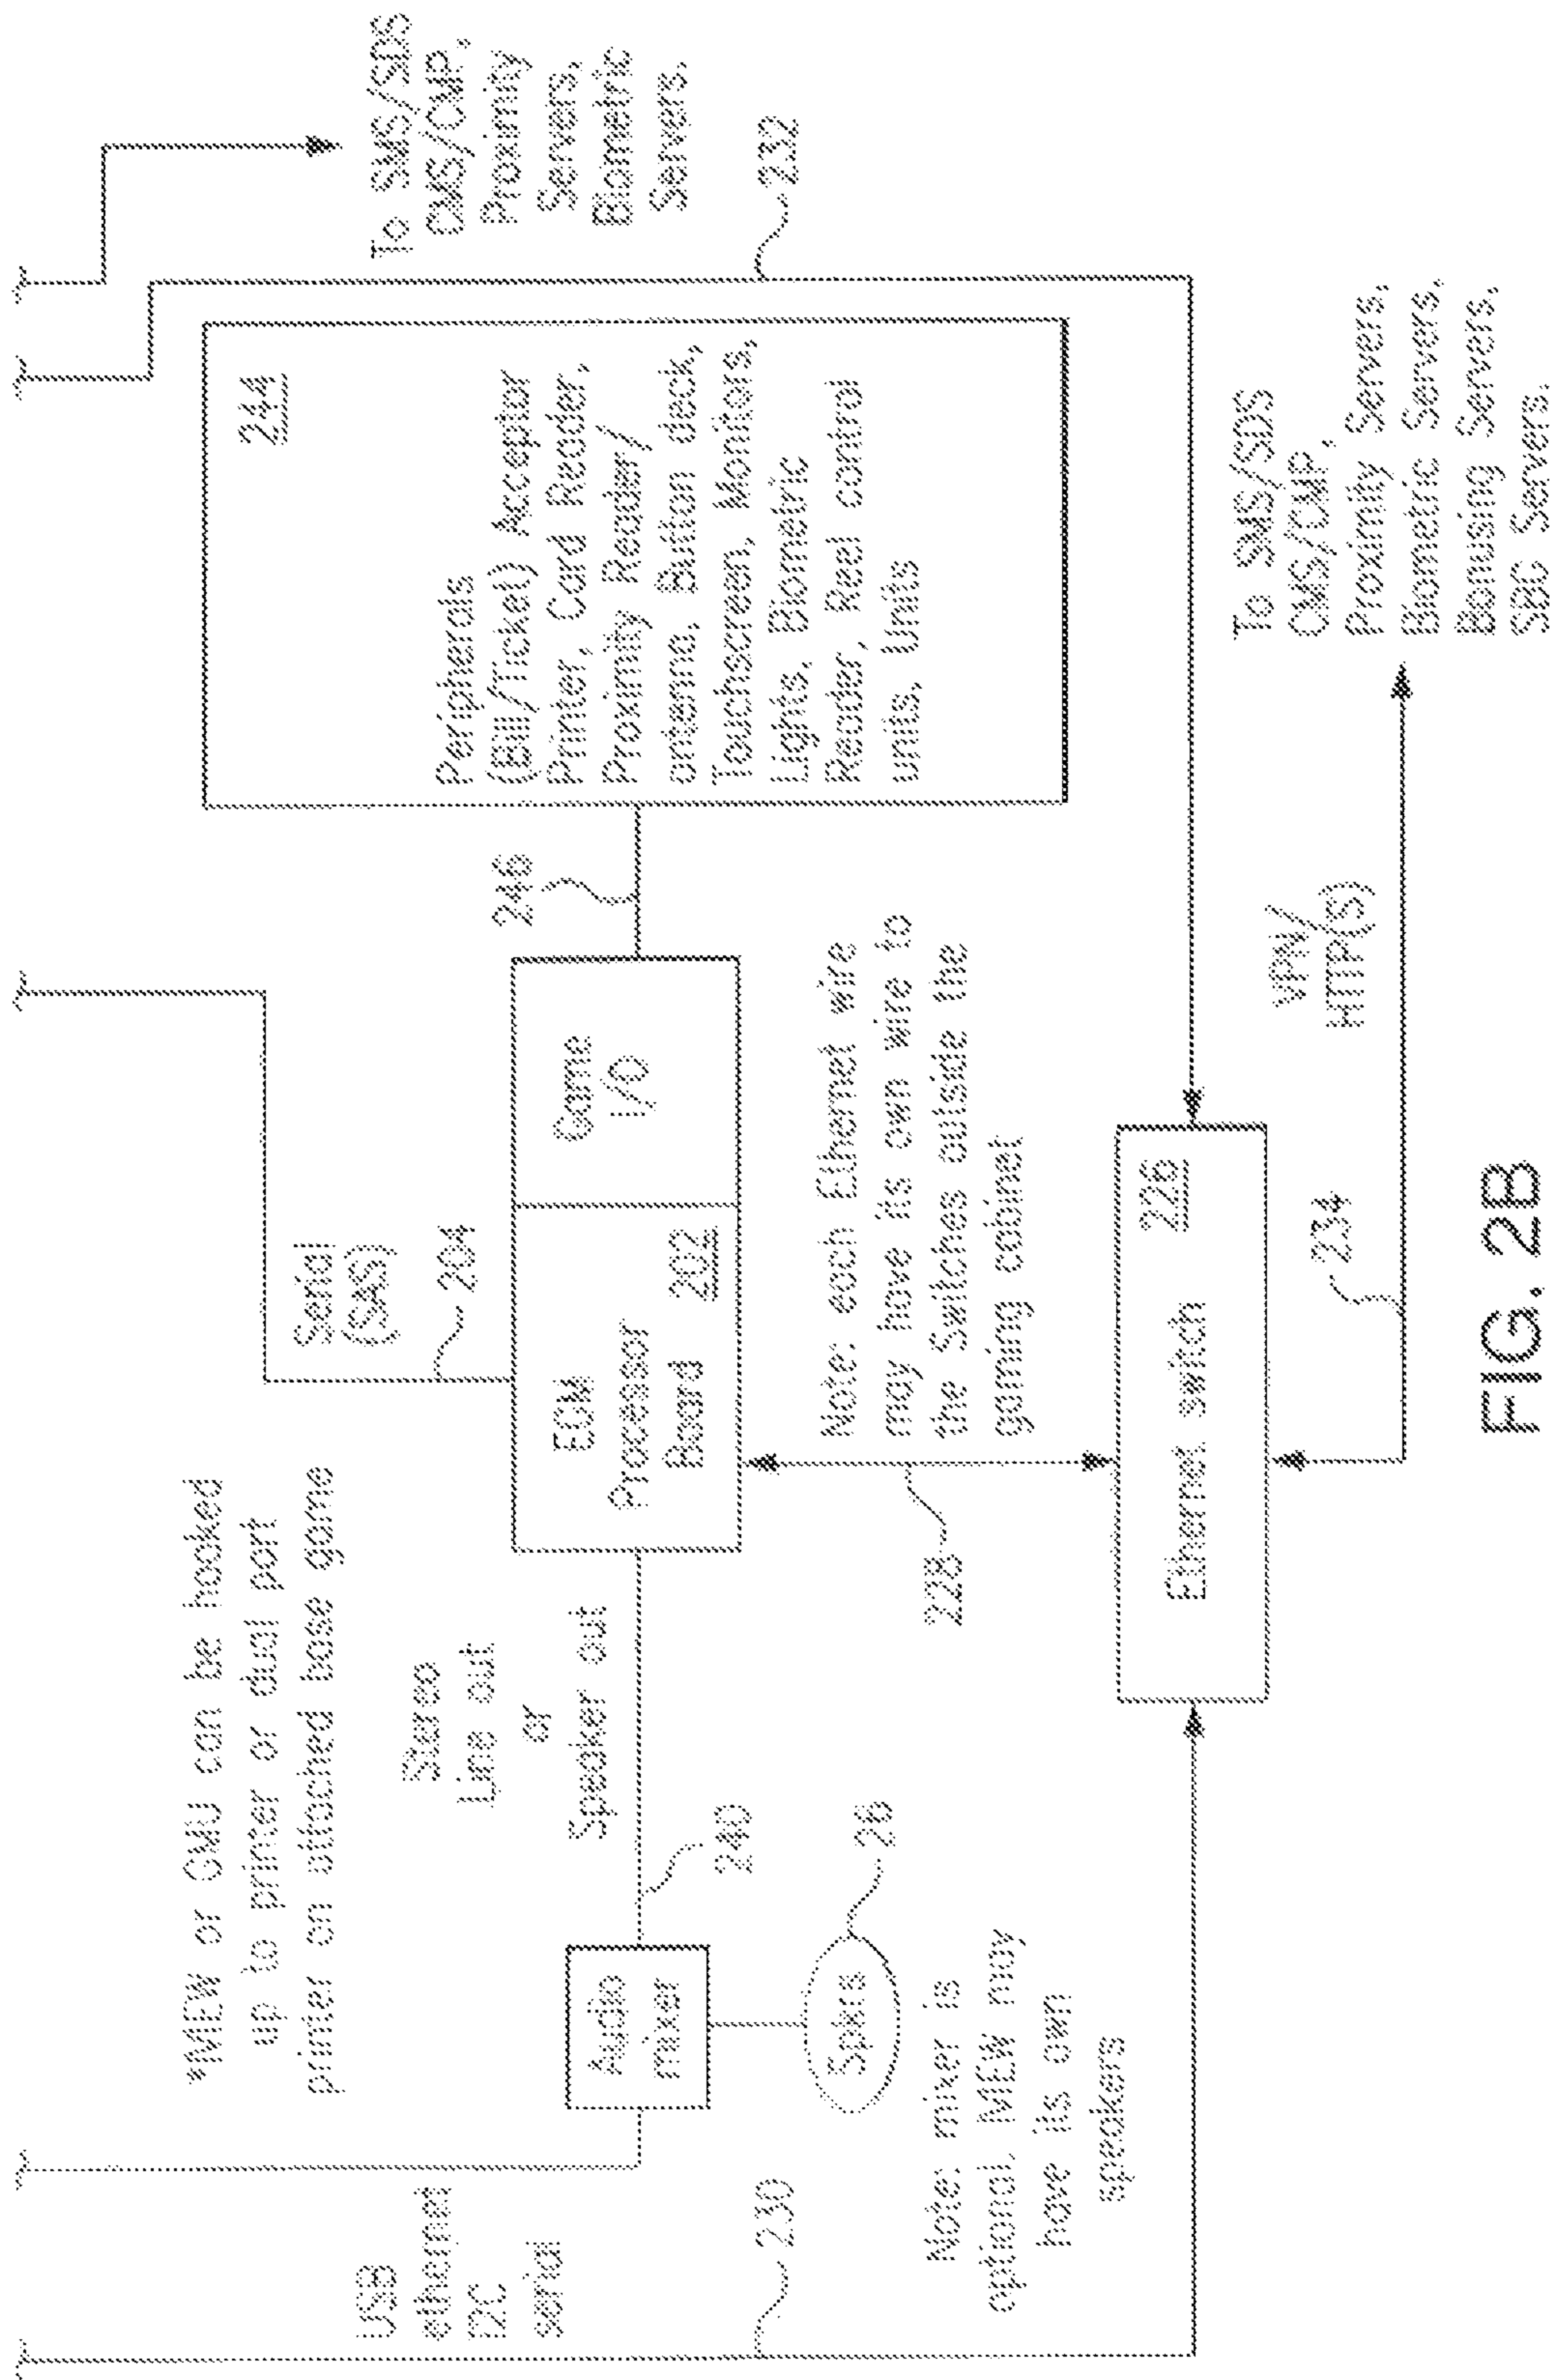 *MEW or GMU can be hooked
up to printer or dual port
printer on attached base game
USB
ethernet
I2C
serial
230
Stereo
Line out
or
Speaker out
240
Audio
mixer
Spkrs
26
Note: mixer is
optional. MEW may
have its own
speakers
Serial
(SAS)
204
EGM
Processor
Board
202
Game
I/O
246
244
Peripherals
(Bill/Ticket) Acceptor
Printer, Card Reader,
Proximity Reader/
antenna, Button deck,
Touchscreen, Monitors,
Lights, Biometric
Reader, Reel control
units, Units
To SMS/SDS
CMS/CMP,
Proximity
Servers,
Biometric
Servers.
232
228
Note: each Ethernet wire
may have its own wire to
the Switches outside the
gaming cabinet
226
Ethernet switch
234
VPN/
HTTP(S)
To SMS/SDS
CMS/CMP,
Proximity Servers,
Biometric Servers,
Bonusing Servers,
SBC Servers.
FIG. 2B